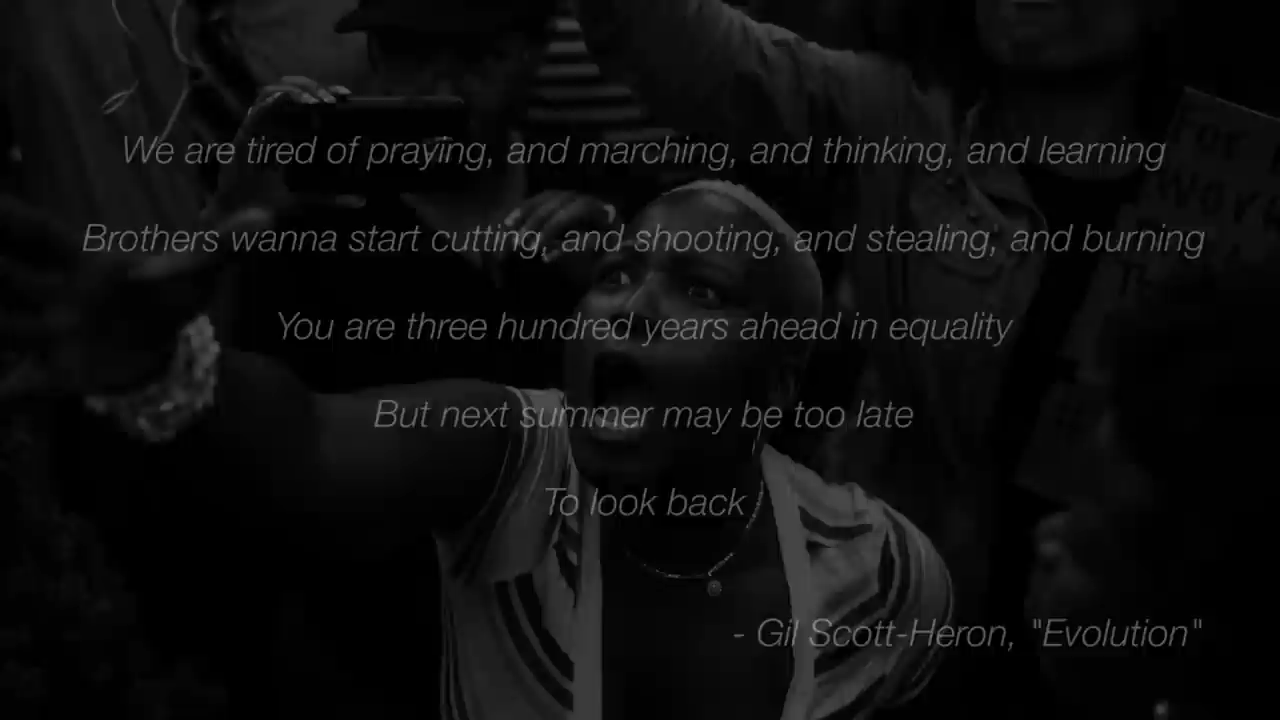 We are tired of praying, and marching, and thinking, and learning
Brothers wanna start cutting, and shooting, and stealing, and burning
You are three hundred years ahead in equality
But next summer may be too late
To look back
- Gil Scott-Heron, "Evolution"
For